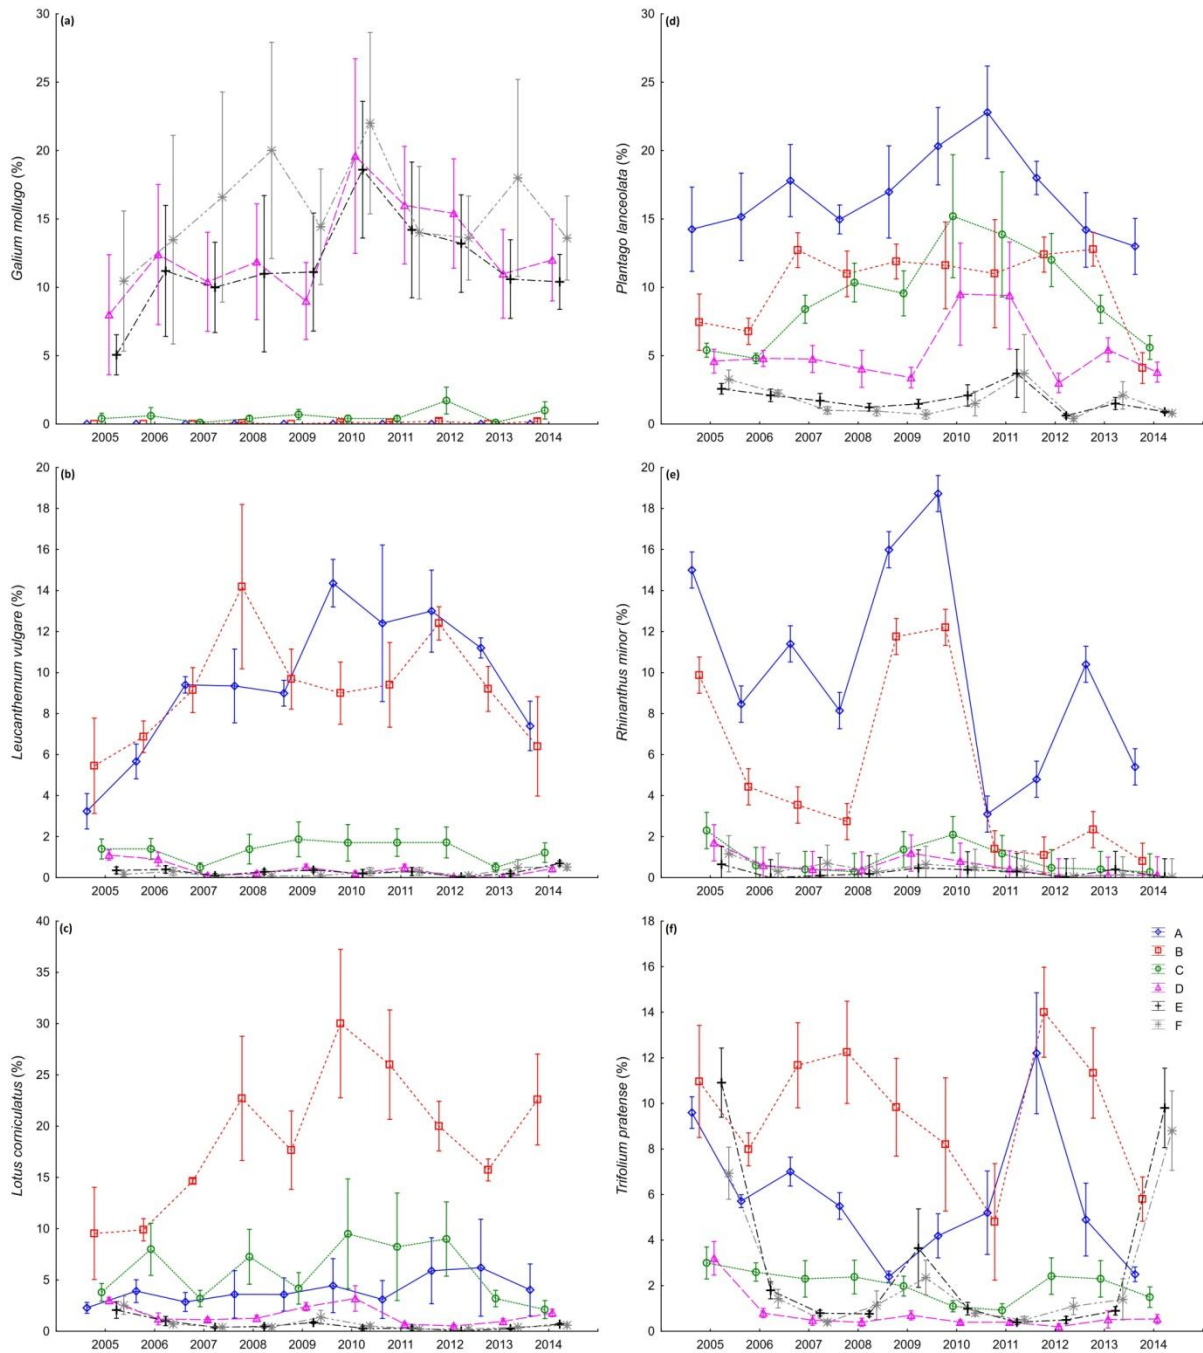 (a)
30
25
20
15
10
5
0
Galium mollugo (%)
2005 2006 2007 2008 2009 2010 2011 2012 2013 2014
(d)
30
25
20
15
10
5
0
Plantago lanceolata (%)
2005 2006 2007 2008 2009 2010 2011 2012 2013 2014
(b)
20
18
16
14
12
10
8
6
4
2
0
Leucanthemum vulgare (%)
2005 2006 2007 2008 2009 2010 2011 2012 2013 2014
(e)
20
18
16
14
12
10
8
6
4
2
0
Rhinanthus minor (%)
2005 2006 2007 2008 2009 2010 2011 2012 2013 2014
(c)
40
35
30
25
20
15
10
5
0
Lotus corniculatus (%)
2005 2006 2007 2008 2009 2010 2011 2012 2013 2014
(f)
18
16
14
12
10
8
6
4
2
0
Trifolium pratense (%)
A
B
C
D
E
F
2005 2006 2007 2008 2009 2010 2011 2012 2013 2014